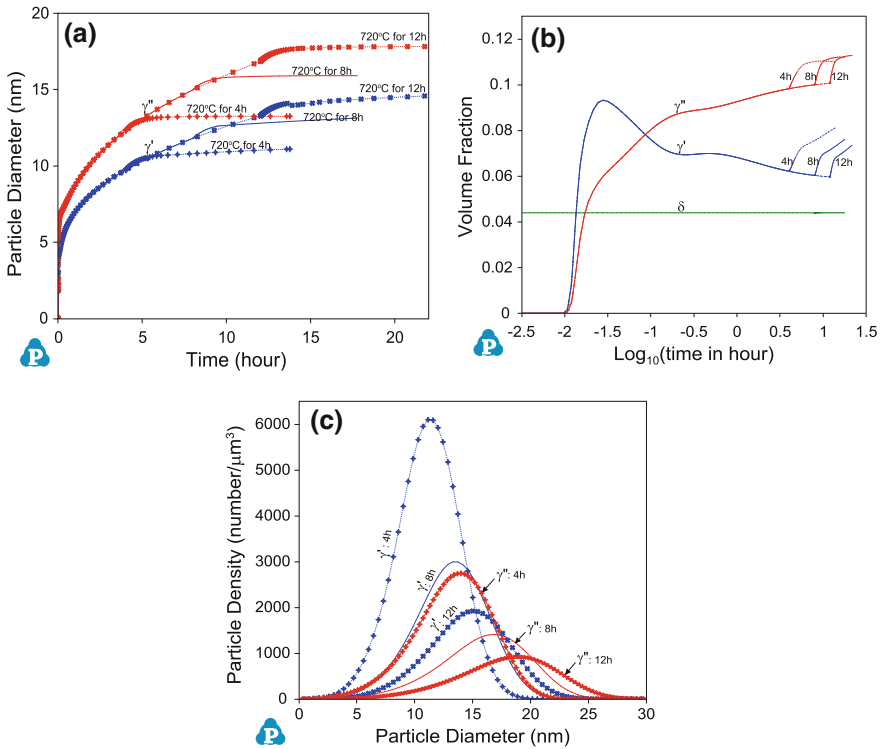 (a)
Particle Diameter (nm)
20
15
10
5
0
720°C for 12h
720°C for 8h
720°C for 12h
γ''
720°C for 4h
720°C for 8h
γ'
720°C for 4h
0 5 10 15 20
Time (hour)
P
(b)
Volume Fraction
0.12
0.1
0.08
0.06
0.04
0.02
0
4h 8h 12h
γ''
γ'
4h 8h 12h
δ
-2.5 -2 -1.5 -1 -0.5 0 0.5 1 1.5
Log10(time in hour)
P
(c)
Particle Density (number/μm³)
6000
5000
4000
3000
2000
1000
0
γ': 4h
γ': 8h
γ'': 4h
γ': 12h
γ'': 8h
γ'': 12h
0 5 10 15 20 25 30
Particle Diameter (nm)
P